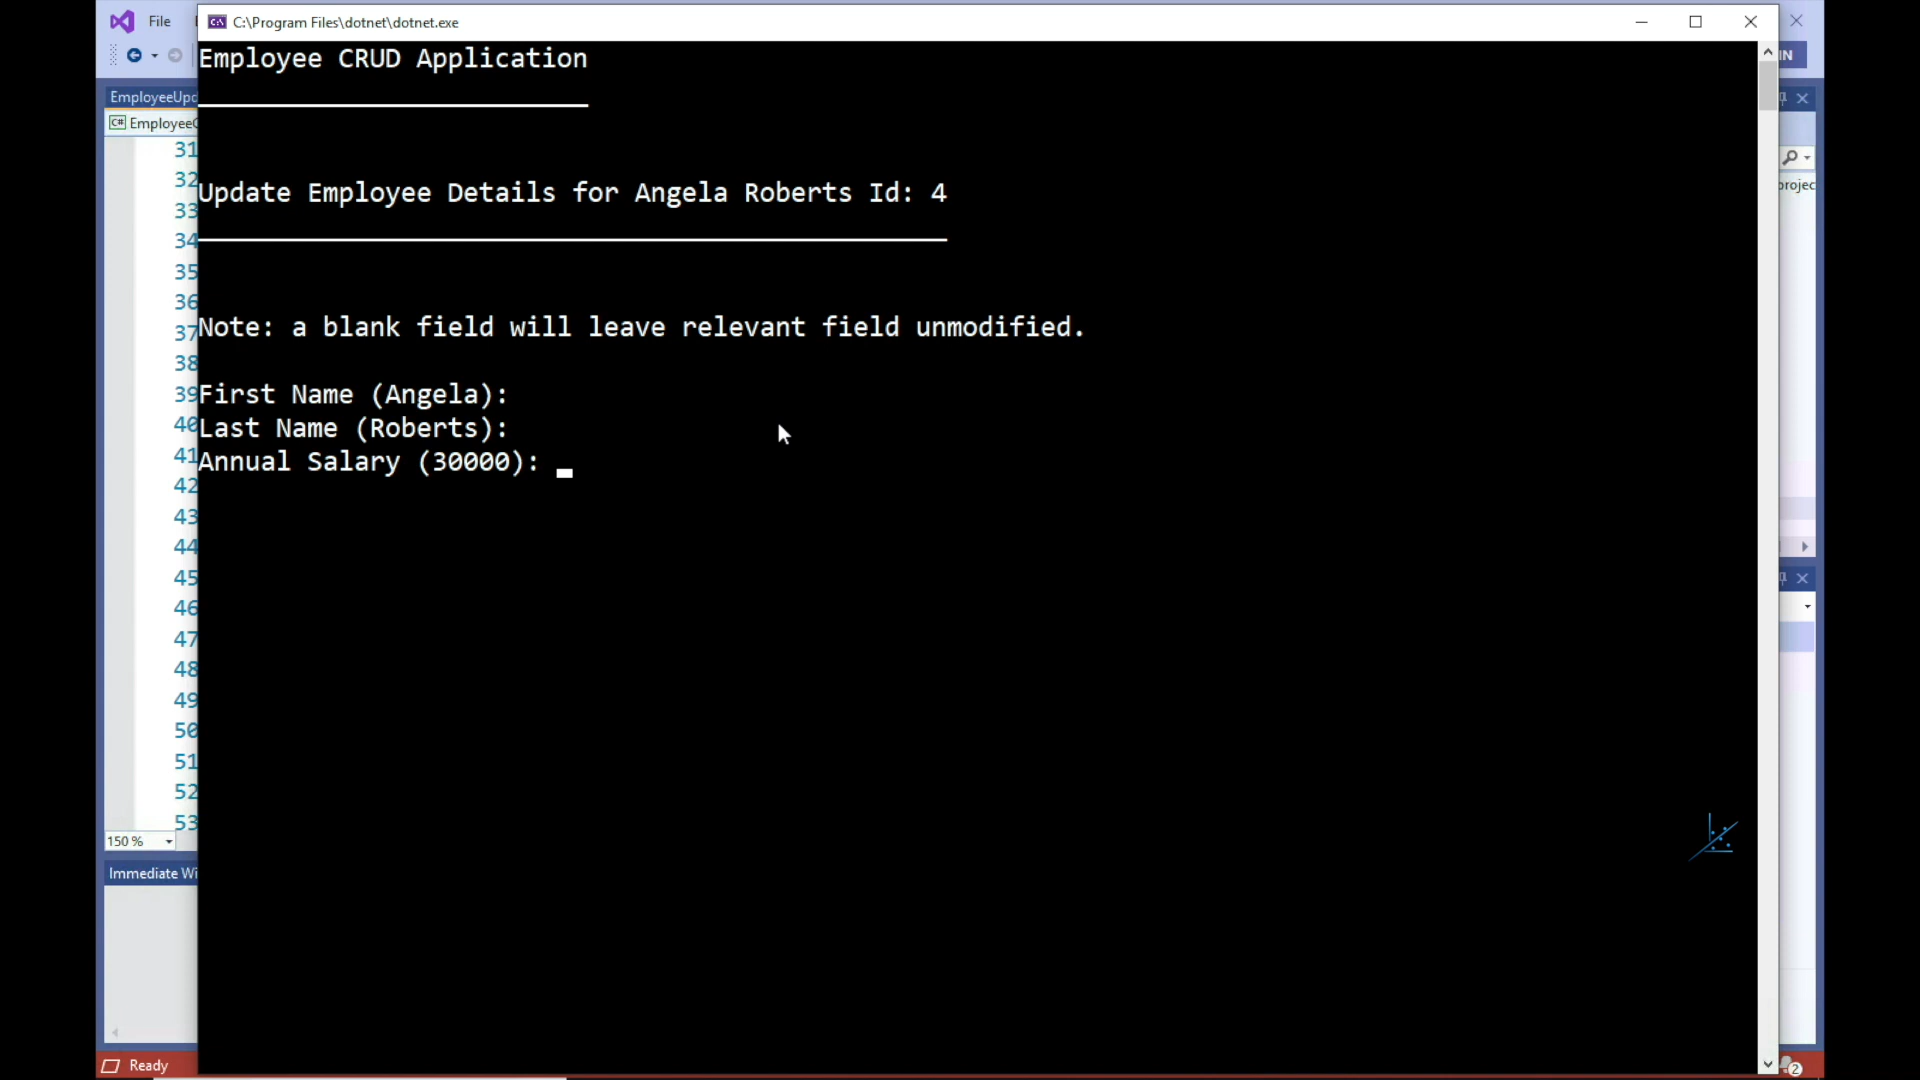 File
C:\Program Files\dotnet\dotnet.exe
IN
Employee CRUD Application
EmployeeUpd
EmployeeC
31
32
33
34
35
36
37
38
39
40
41
42
43
44
45
46
47
48
49
50
51
52
53
Update Employee Details for Angela Roberts Id: 4
Note: a blank field will leave relevant field unmodified.
First Name (Angela):
Last Name (Roberts):
Annual Salary (30000):
projec
150 %
Immediate Wi
Ready
2